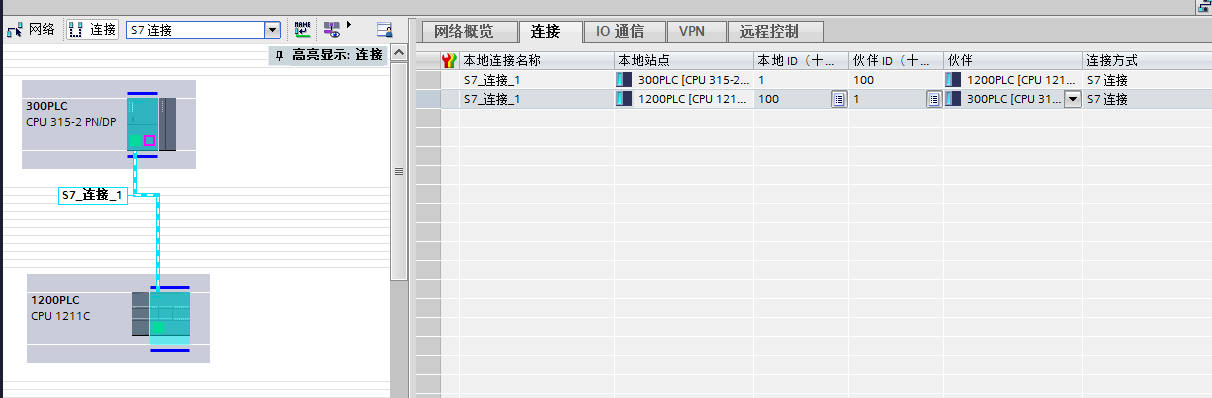 网络 连接 S7 连接 NAME
高亮显示: 连接
300PLC
CPU 315-2 PN/DP
S7_连接_1
1200PLC
CPU 1211C
网络概览 连接 IO 通信 VPN 远程控制
本地连接名称 本地站点 本地 ID（十... 伙伴 ID（十... 伙伴 连接方式
S7_连接_1 300PLC [CPU 315-2... 1 100 1200PLC [CPU 121... S7 连接
S7_连接_1 1200PLC [CPU 121... 100 1 300PLC [CPU 31... S7 连接